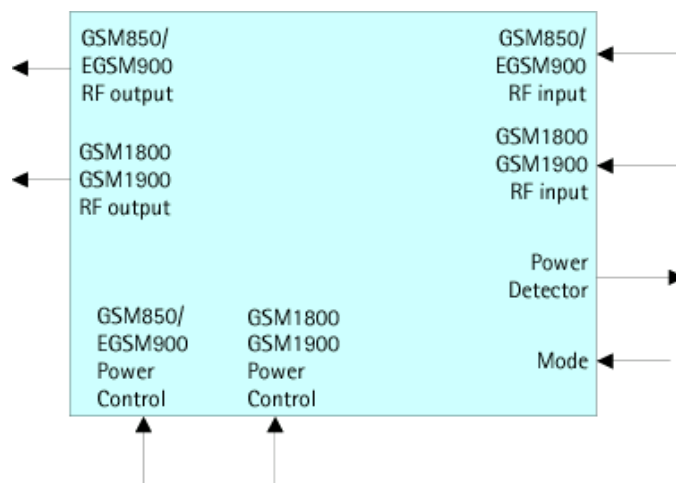 GSM850/
EGSM900
RF output
GSM1800
GSM1900
RF output
GSM850/
EGSM900
RF input
GSM1800
GSM1900
RF input
Power
Detector
Mode
GSM850/
EGSM900
Power
Control
GSM1800
GSM1900
Power
Control